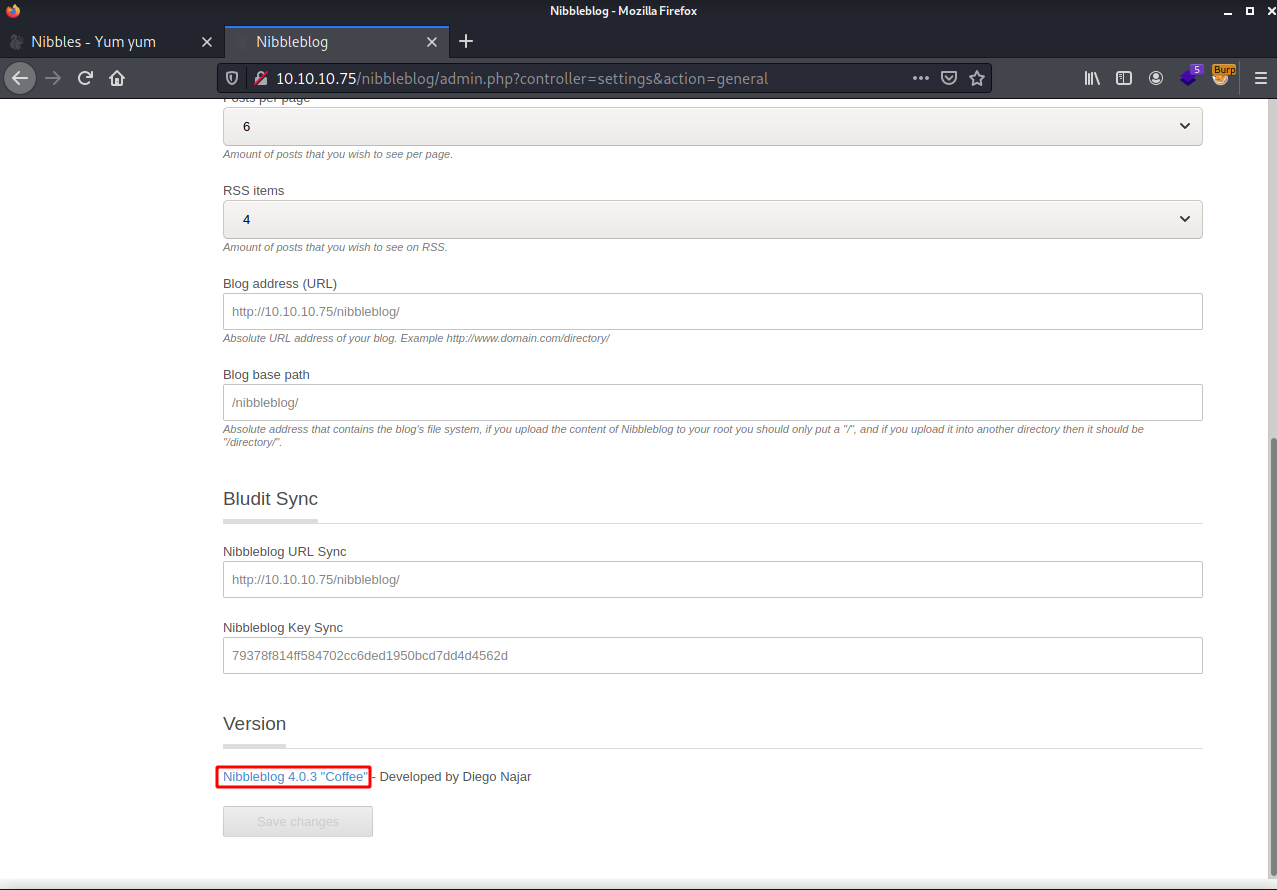 Nibbleblog - Mozilla Firefox
Nibbles - Yum yum
Nibbleblog
10.10.10.75/nibbleblog/admin.php?controller=settings&action=general
5
Burp
Posts per page
6
Amount of posts that you wish to see per page.
RSS items
4
Amount of posts that you wish to see on RSS.
Blog address (URL)
http://10.10.10.75/nibbleblog/
Absolute URL address of your blog. Example http://www.domain.com/directory/
Blog base path
/nibbleblog/
Absolute address that contains the blog's file system, if you upload the content of Nibbleblog to your root you should only put a "/", and if you upload it into another directory then it should be
"/directory/".
Bludit Sync
Nibbleblog URL Sync
http://10.10.10.75/nibbleblog/
Nibbleblog Key Sync
79378f814ff584702cc6ded1950bcd7dd4d4562d
Version
Nibbleblog 4.0.3 "Coffee" - Developed by Diego Najar
Save changes